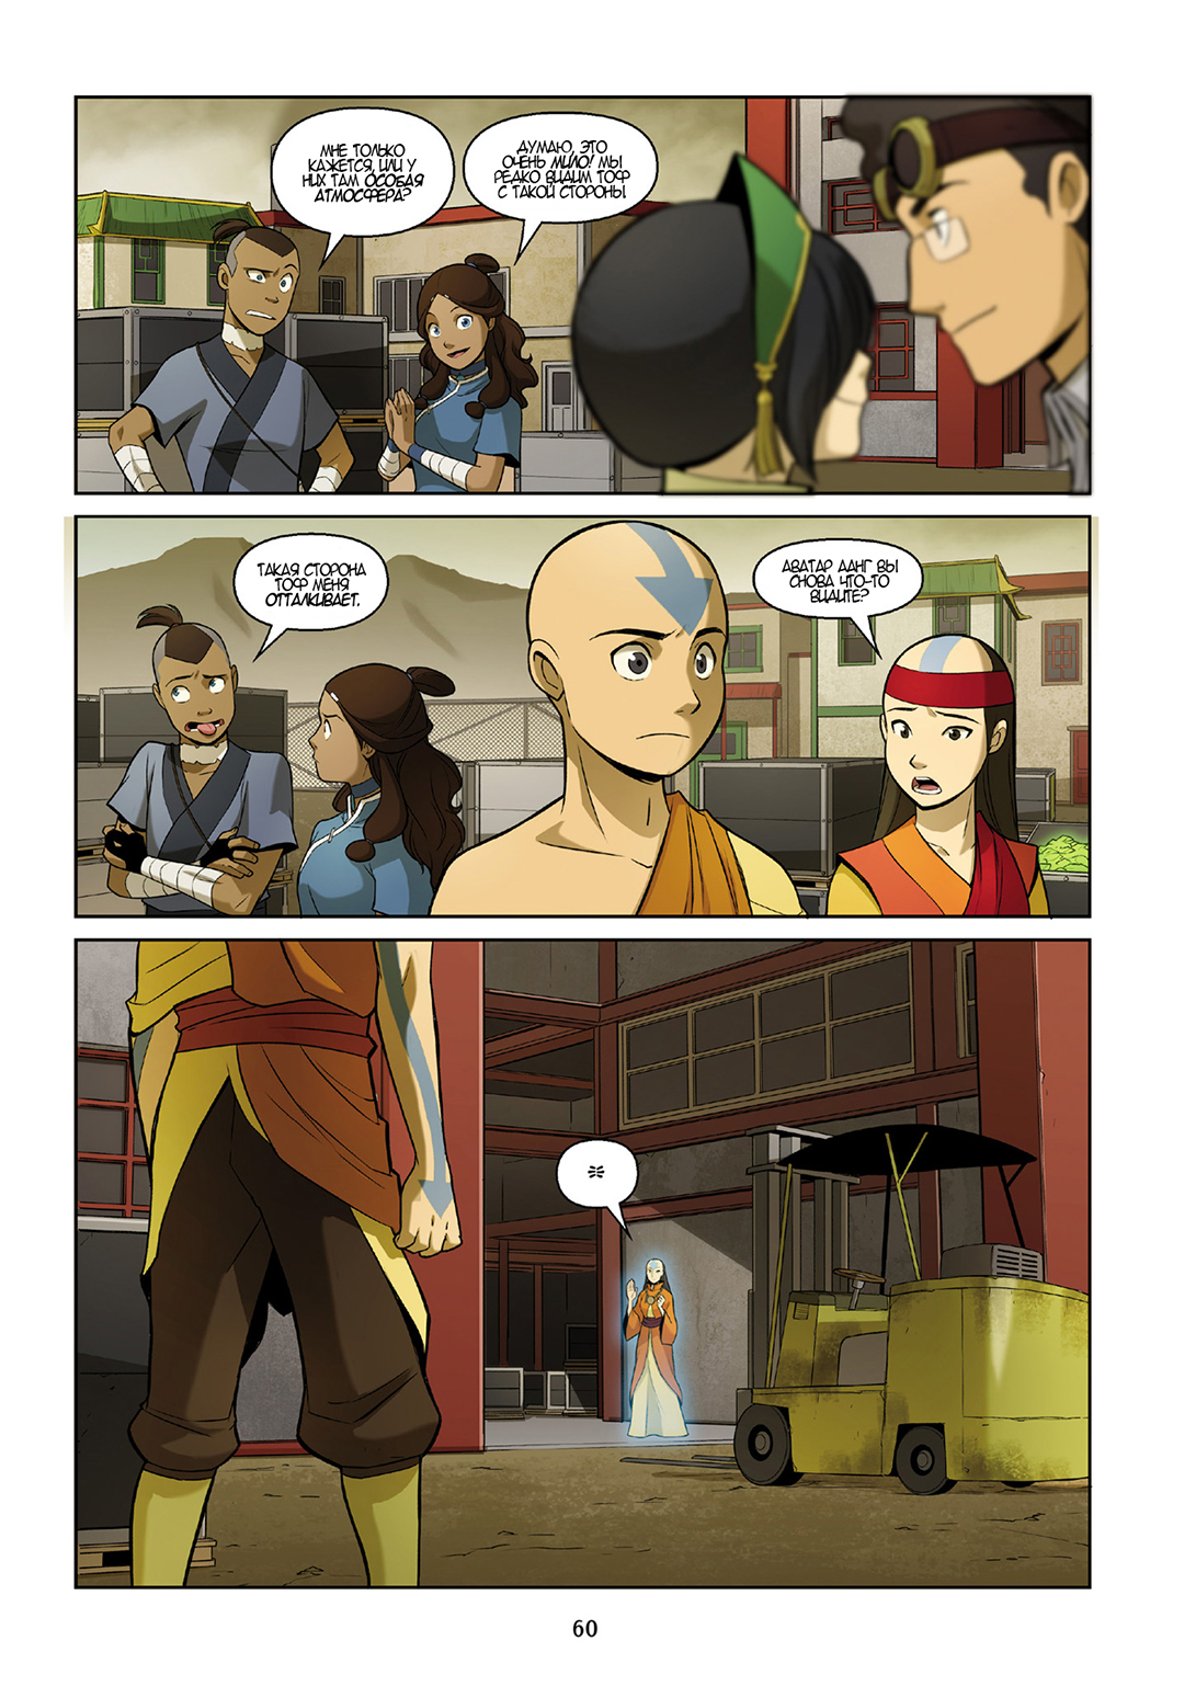 МНЕ ТОЛЬКО
КАЖЕТСЯ, ИЛИ У
НИХ ТАМ ОСОБАЯ
АТМОСФЕРА?
ДУМАЮ, ЭТО
ОЧЕНЬ МИЛО! МЫ
РЕДКО ВИДИМ ТОФ
С ТАКОЙ СТОРОНЫ.
ТАКАЯ СТОРОНА
ТОФ МЕНЯ
ОТТАЛКИВАЕТ.
АВАТАР ААНГ ВЫ
СНОВА ЧТО-ТО
ВИДИТЕ?
60